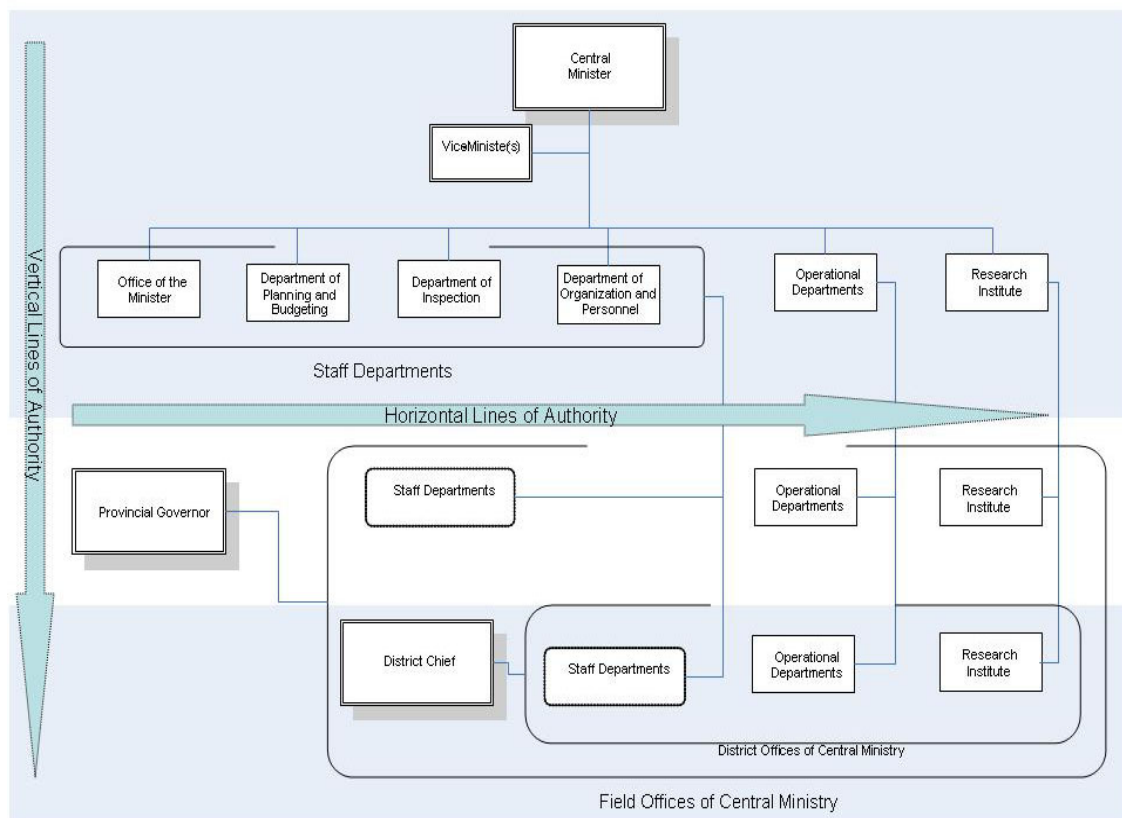 Central
Minister
Vice-Ministe(s)
Office of the
Minister
Department of
Planning and
Budgeting
Department of
Inspection
Department of
Organization and
Personnel
Operational
Departments
Research
Institute
Staff Departments
Vertical Lines of Authority
Horizontal Lines of Authority
Provincial Governor
Staff Departments
Operational
Departments
Research
Institute
District Chief
Staff Departments
Operational
Departments
Research
Institute
District Offices of Central Ministry
Field Offices of Central Ministry